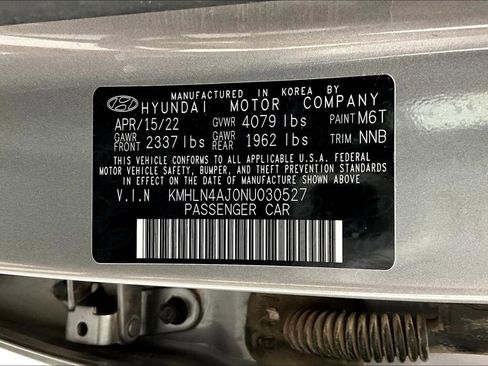 MANUFACTURED IN KOREA BY
HYUNDAI MOTOR COMPANY
APR/15/22 GVWR 4079 lbs PAINT M6T
GAWR FRONT 2337 lbs GAWR REAR 1962 lbs TRIM NNB
THIS VEHICLE CONFORMS TO ALL APPLICABLE U.S.A. FEDERAL
MOTOR VEHICLE SAFETY, BUMPER, AND THEFT PREVENTION STANDARDS
IN EFFECT ON THE DATE OF MANUFACTURE SHOWN ABOVE.
V.I.N KMHLN4AJ0NU030527
PASSENGER CAR